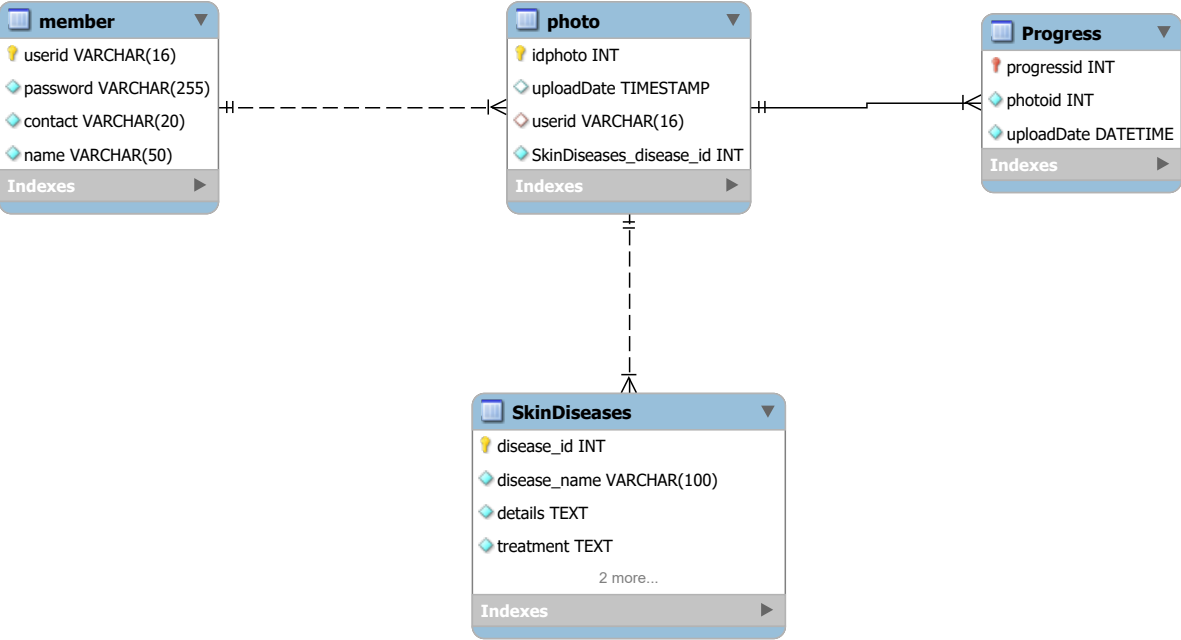 member
userid VARCHAR(16)
password VARCHAR(255)
contact VARCHAR(20)
name VARCHAR(50)
Indexes
photo
idphoto INT
uploadDate TIMESTAMP
userid VARCHAR(16)
SkinDiseases_disease_id INT
Indexes
Progress
progressid INT
photoid INT
uploadDate DATETIME
Indexes
SkinDiseases
disease_id INT
disease_name VARCHAR(100)
details TEXT
treatment TEXT
2 more...
Indexes